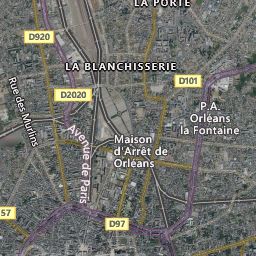 LA PORTE
D920
LA BLANCHISSERIE
D101
D2020
Rue des Murlins
P.A.
Orléans
la Fontaine
Avenue de Paris
Maison
d'Arrêt de
Orléans
57
D97